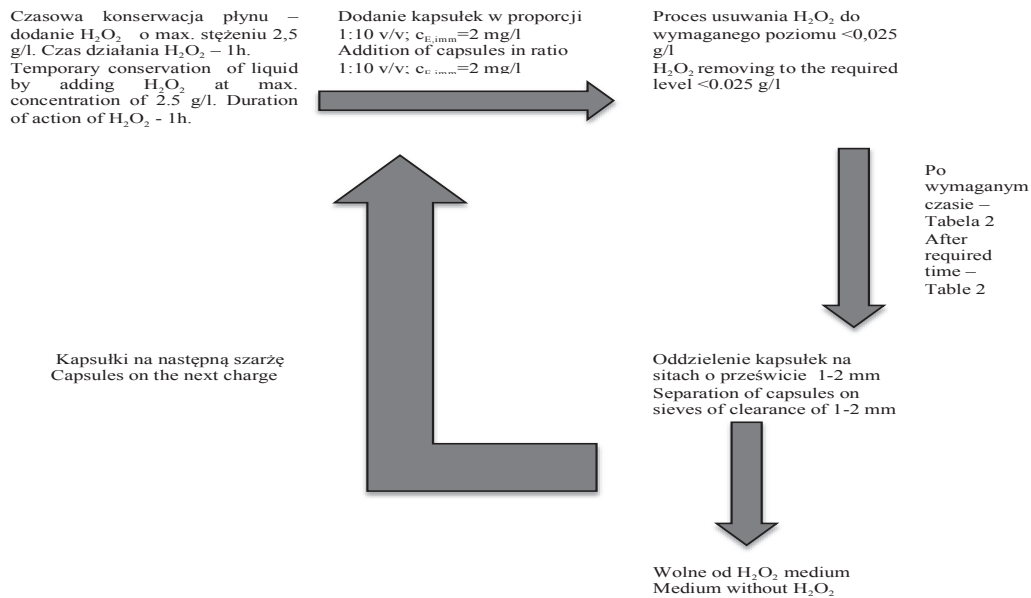 Czasowa konserwacja płynu –
dodanie H₂O₂ o max. stężeniu 2,5
g/l. Czas działania H₂O₂ – 1h.
Temporary conservation of liquid
by adding H₂O₂ at max.
concentration of 2.5 g/l. Duration
of action of H₂O₂ - 1h.
Dodanie kapsułek w proporcji
1:10 v/v; cE,imm=2 mg/l
Addition of capsules in ratio
1:10 v/v; cE,imm=2 mg/l
Proces usuwania H₂O₂ do
wymaganego poziomu <0,025
g/l
H₂O₂ removing to the required
level <0.025 g/l
Po
wymaganym
czasie –
Tabela 2
After
required
time –
Table 2
Kapsułki na następną szarżę
Capsules on the next charge
Oddzielenie kapsułek na
sitach o prześwicie 1-2 mm
Separation of capsules on
sieves of clearance of 1-2 mm
Wolne od H₂O₂ medium
Medium without H₂O₂